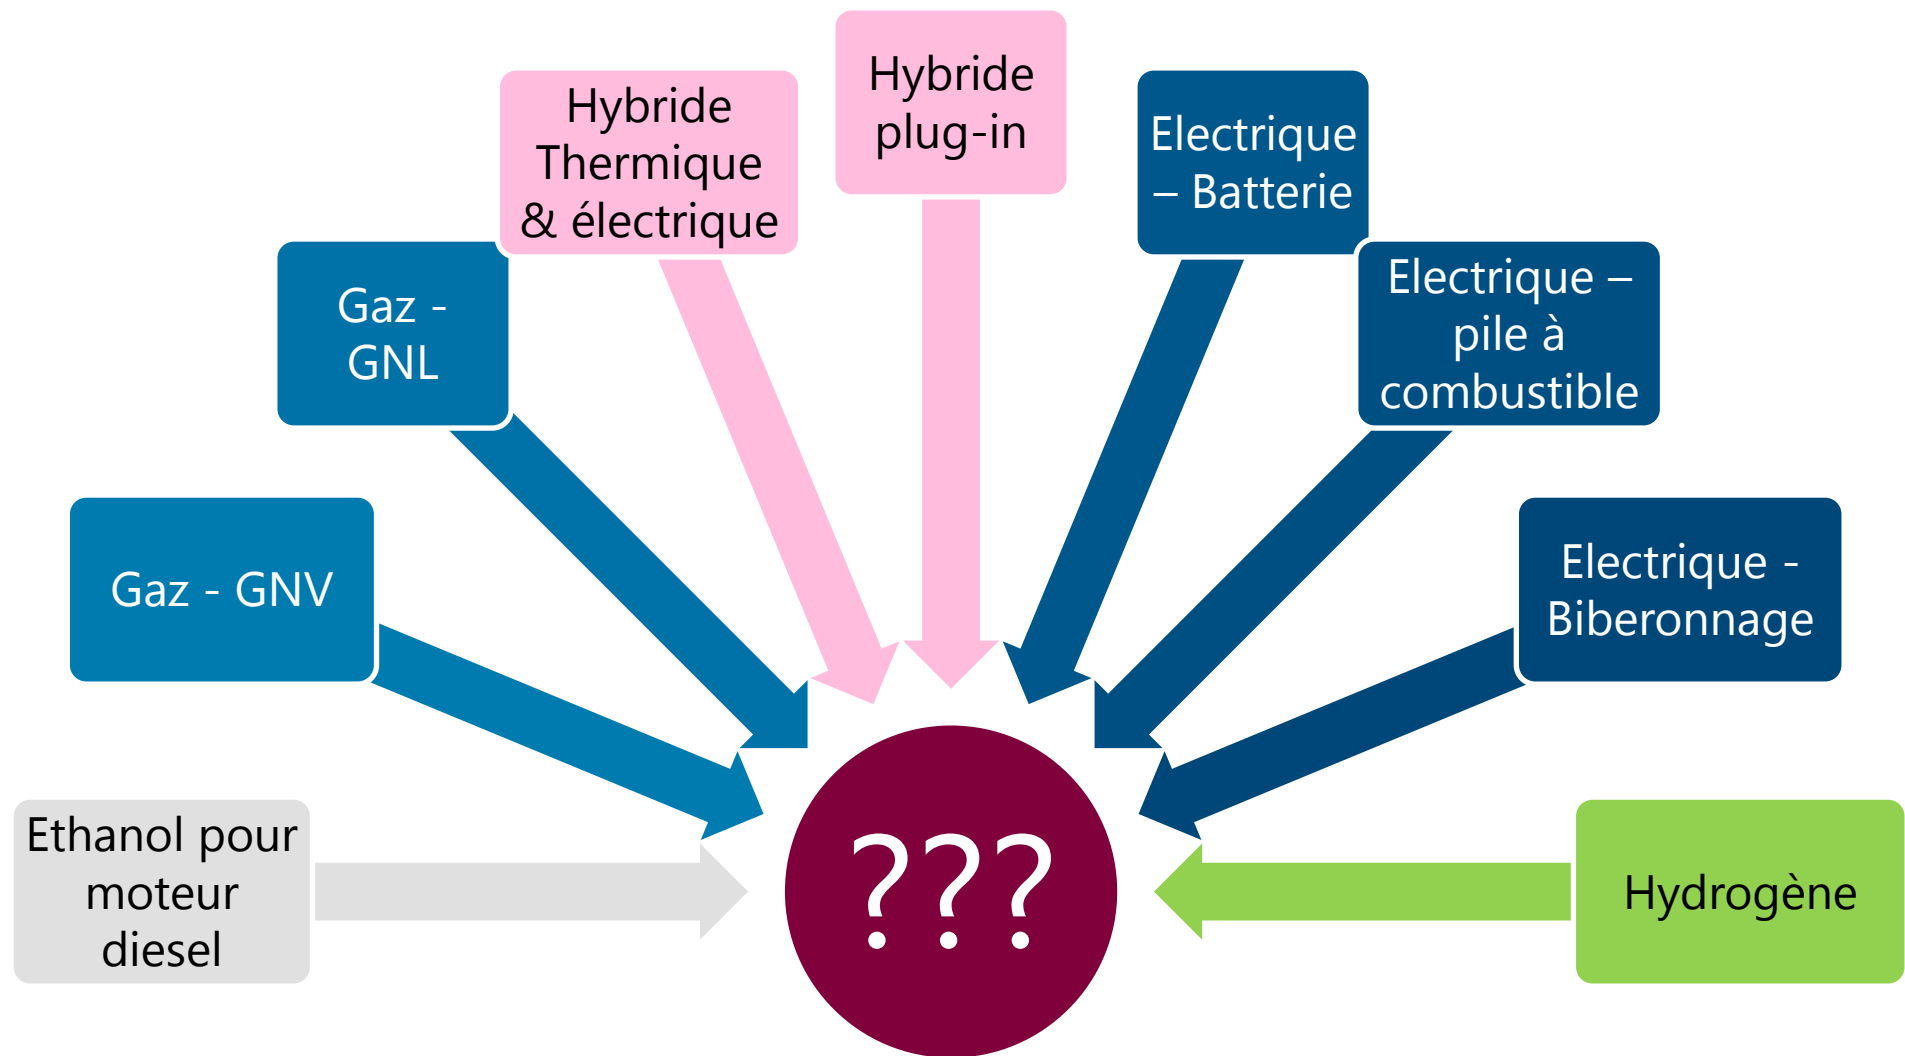 Ethanol pour
moteur
diesel
Gaz - GNV
Gaz -
GNL
Hybride
Thermique
& électrique
Hybride
plug-in
Electrique
– Batterie
Electrique –
pile à
combustible
Electrique -
Biberonnage
Hydrogène
???